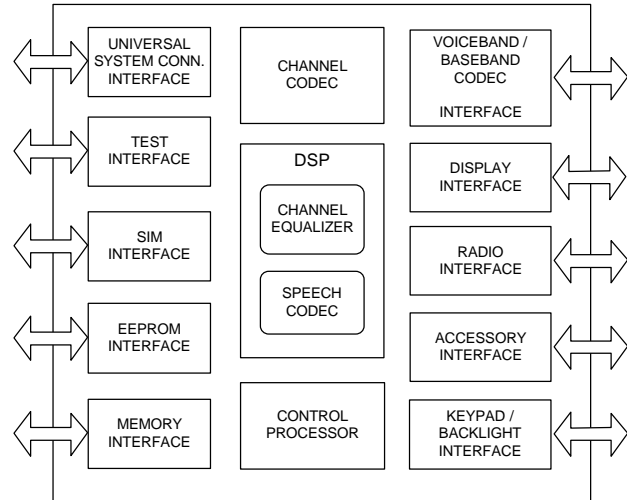 UNIVERSAL
SYSTEM CONN.
INTERFACE
TEST
INTERFACE
SIM
INTERFACE
EEPROM
INTERFACE
MEMORY
INTERFACE
CHANNEL
CODEC
DSP
CHANNEL
EQUALIZER
SPEECH
CODEC
CONTROL
PROCESSOR
VOICEBAND /
BASEBAND
CODEC
INTERFACE
DISPLAY
INTERFACE
RADIO
INTERFACE
ACCESSORY
INTERFACE
KEYPAD /
BACKLIGHT
INTERFACE